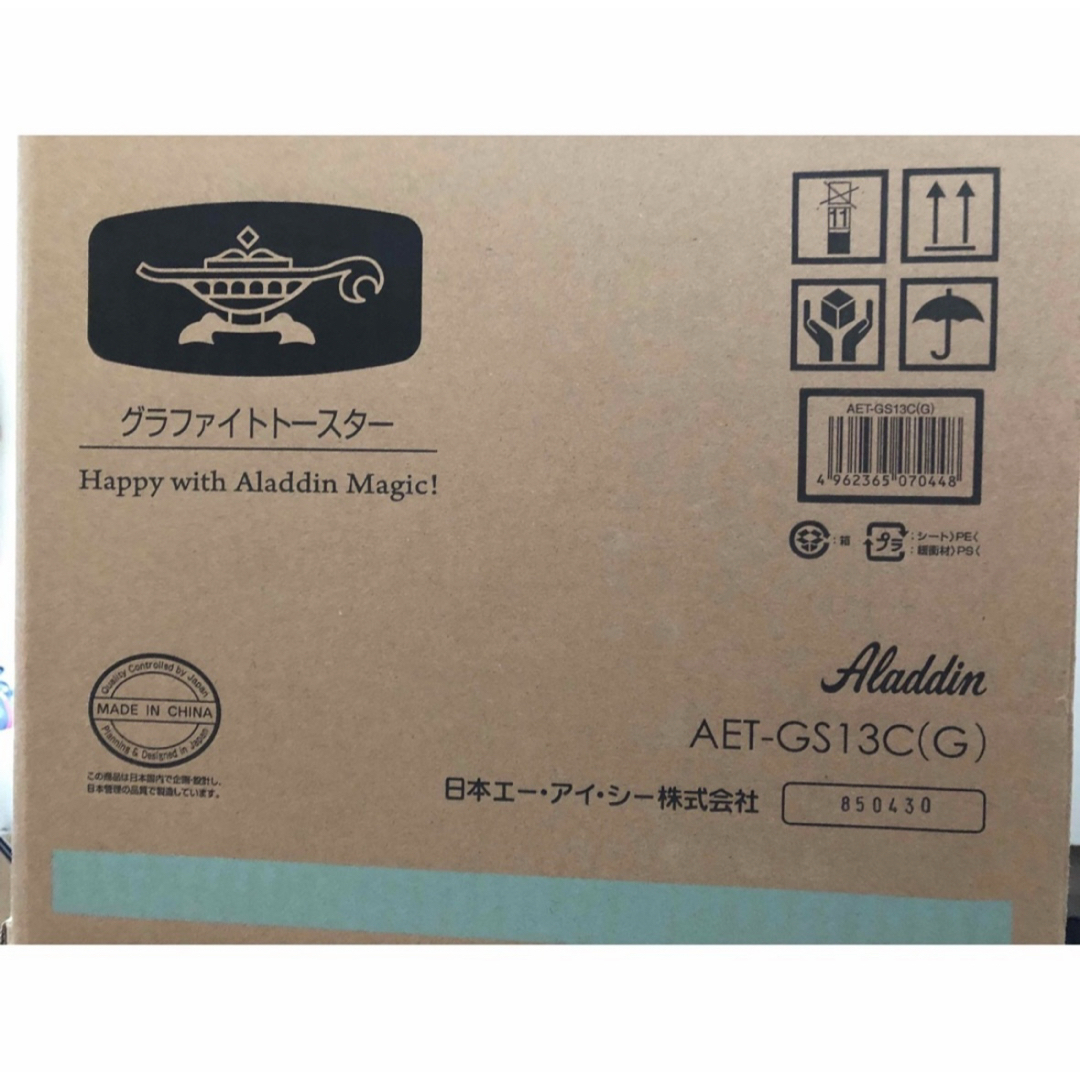 11
グラファイトトースター
Happy with Aladdin Magic!
AET-GS13C(G)
4 962365 070448
:箱
プラ
:シート〉PE〈
:緩衝材〉PS〈
Quality Controlled by Japan
MADE IN CHINA
Planning & Designed in Japan
この商品は日本国内で企画・設計し、
日本管理の品質で製造しています。
Aladdin
AET-GS13C(G)
日本エー・アイ・シー株式会社
850430